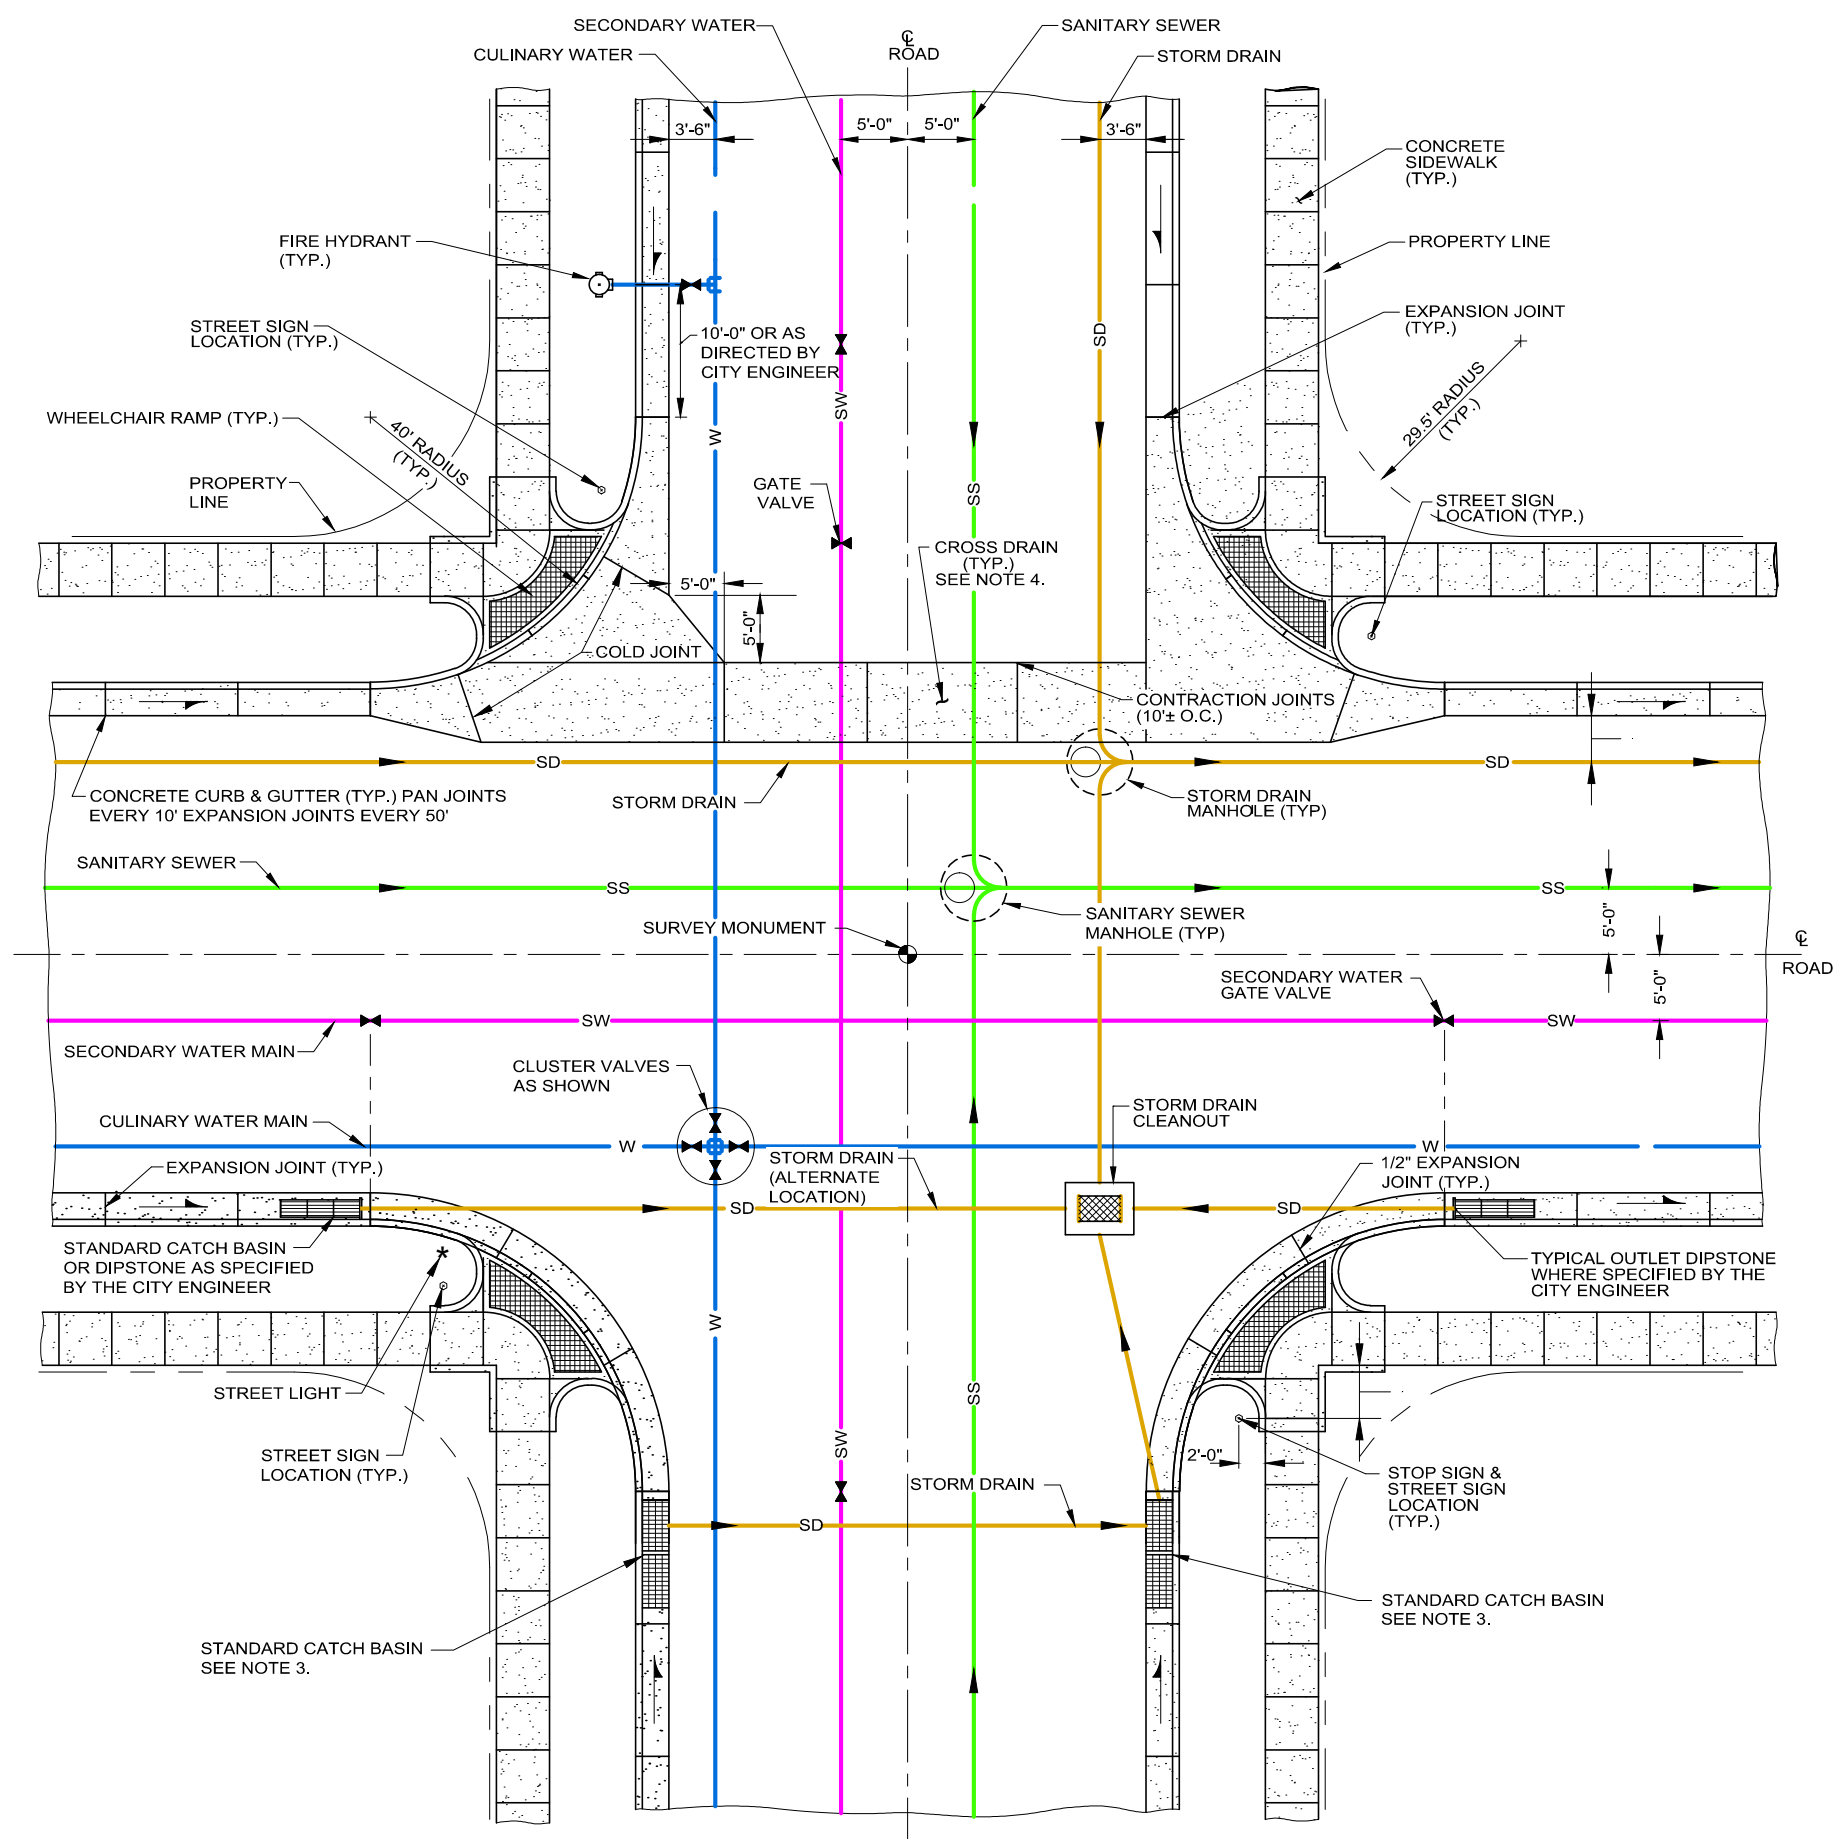 SECONDARY WATER
SANITARY SEWER
CULINARY WATER
℄
ROAD
STORM DRAIN
3'-6"
5'-0"
5'-0"
3'-6"
CONCRETE
SIDEWALK
(TYP.)
FIRE HYDRANT
(TYP.)
PROPERTY LINE
STREET SIGN
LOCATION (TYP.)
10'-0" OR AS
DIRECTED BY
CITY ENGINEER
SD
EXPANSION JOINT
(TYP.)
WHEELCHAIR RAMP (TYP.)
40' RADIUS
(TYP.)
W
SW
29.5' RADIUS
(TYP.)
PROPERTY
LINE
GATE
VALVE
SS
STREET SIGN
LOCATION (TYP.)
CROSS DRAIN
(TYP.)
SEE NOTE 4.
5'-0"
5'-0"
COLD JOINT
CONTRACTION JOINTS
(10'± O.C.)
SD
SD
CONCRETE CURB & GUTTER (TYP.) PAN JOINTS
EVERY 10' EXPANSION JOINTS EVERY 50'
STORM DRAIN
STORM DRAIN
MANHOLE (TYP)
SANITARY SEWER
SS
SS
SANITARY SEWER
MANHOLE (TYP)
5'-0"
SURVEY MONUMENT
℄
ROAD
SECONDARY WATER
GATE VALVE
5'-0"
SW
SW
SECONDARY WATER MAIN
CLUSTER VALVES
AS SHOWN
CULINARY WATER MAIN
STORM DRAIN
CLEANOUT
W
W
EXPANSION JOINT (TYP.)
STORM DRAIN
(ALTERNATE
LOCATION)
1/2" EXPANSION
JOINT (TYP.)
SD
SD
STANDARD CATCH BASIN
OR DIPSTONE AS SPECIFIED
BY THE CITY ENGINEER
*
TYPICAL OUTLET DIPSTONE
WHERE SPECIFIED BY THE
CITY ENGINEER
W
STREET LIGHT
SS
STREET SIGN
LOCATION (TYP.)
SW
2'-0"
STORM DRAIN
STOP SIGN &
STREET SIGN
LOCATION
(TYP.)
SD
STANDARD CATCH BASIN
SEE NOTE 3.
STANDARD CATCH BASIN
SEE NOTE 3.